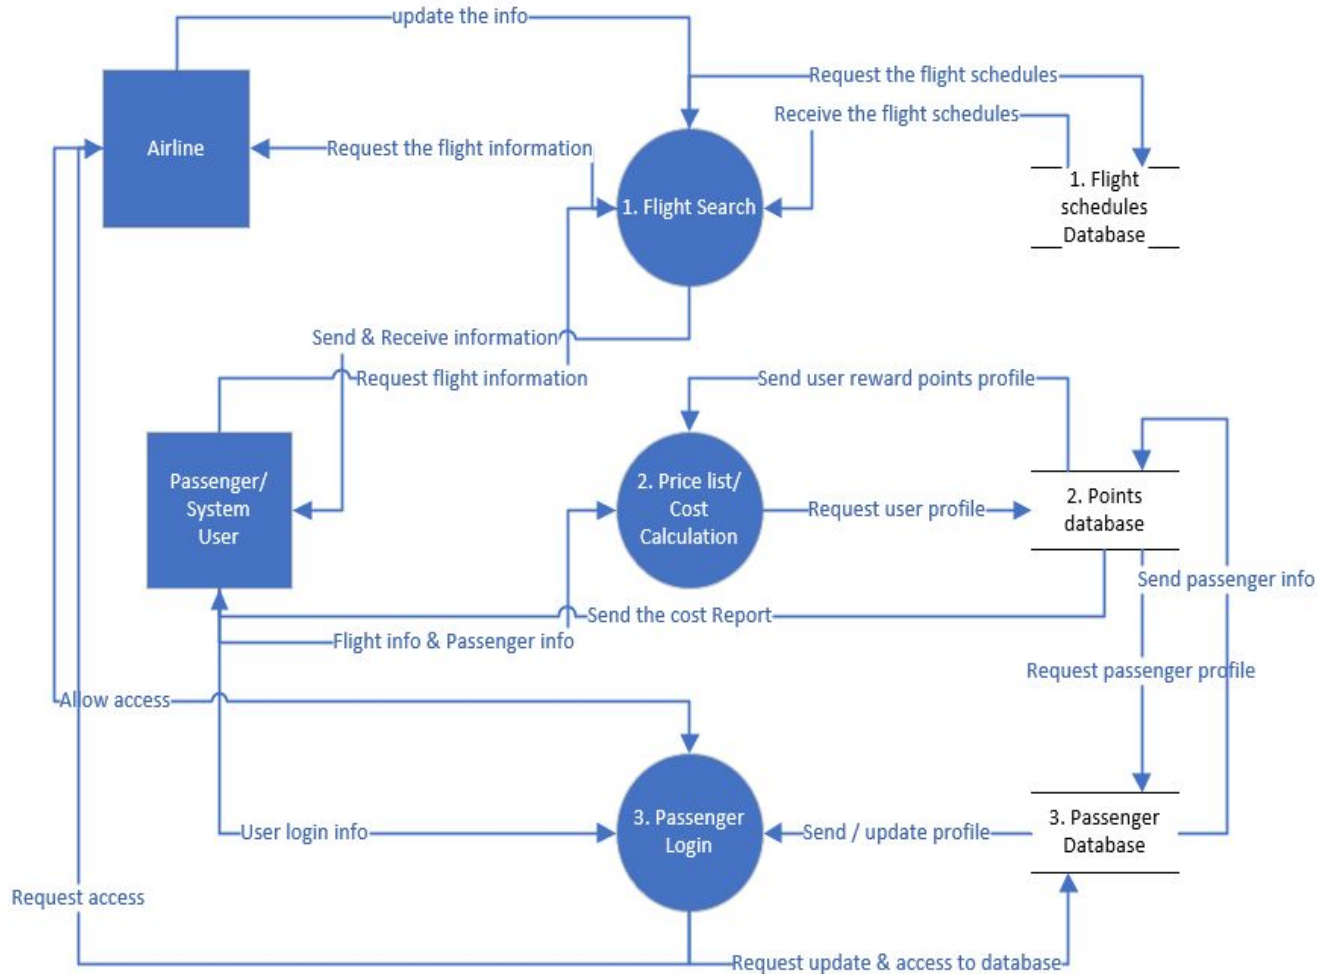 update the info
Request the flight schedules
Receive the flight schedules
Airline
Request the flight information
1. Flight Search
1. Flight
schedules
Database
Send & Receive information
Request flight information
Send user reward points profile
Passenger/
System
User
2. Price list/
Cost
Calculation
Request user profile
2. Points
database
Send passenger info
Send the cost Report
Flight info & Passenger info
Request passenger profile
Allow access
User login info
3. Passenger
Login
Send / update profile
3. Passenger
Database
Request access
Request update & access to database